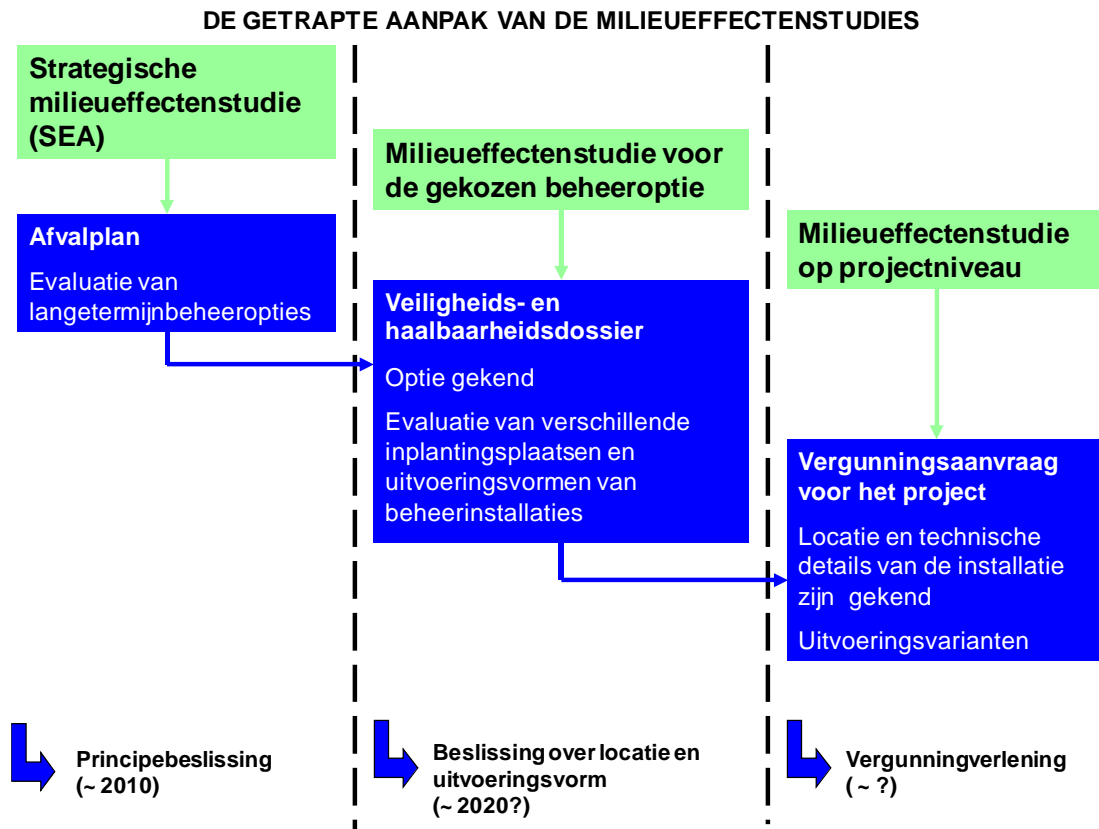 DE GETRAPTE AANPAK VAN DE MILIEUEFFECTENSTUDIES
Strategische
milieueffectenstudie
(SEA)
Afvalplan
Evaluatie van
langetermijnbeheeropties
Principebeslissing
(~ 2010)
Milieueffectenstudie voor
de gekozen beheeroptie
Veiligheids- en
haalbaarheidsdossier
Optie gekend
Evaluatie van verschillende
inplantingsplaatsen en
uitvoeringsvormen van
beheerinstallaties
Beslissing over locatie en
uitvoeringsvorm
(~ 2020?)
Milieueffectenstudie
op projectniveau
Vergunningsaanvraag
voor het project
Locatie en technische
details van de installatie
zijn gekend
Uitvoeringsvarianten
Vergunningverlening
( ~ ?)